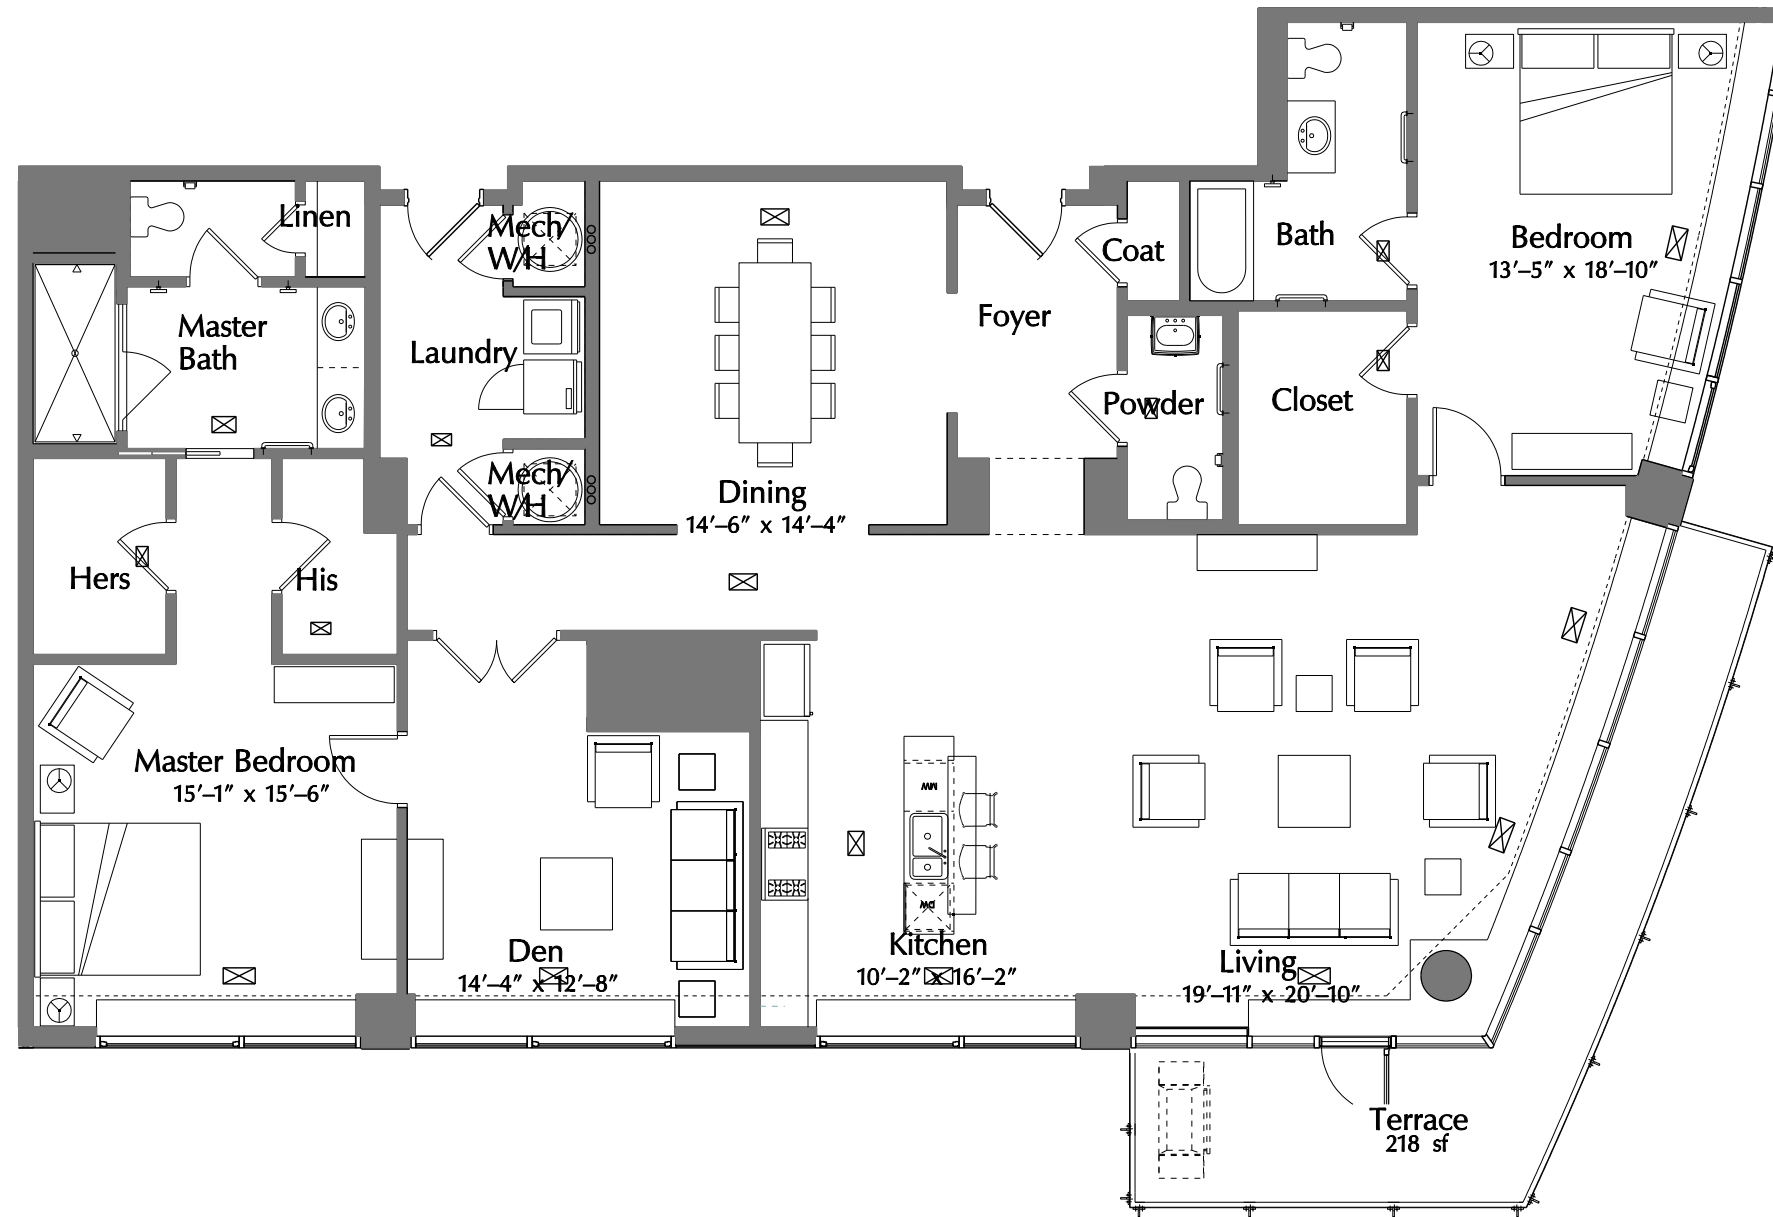 Linen
Mech/
W/H
Coat
Bath
Bedroom
13'–5" x 18'–10"
Master
Bath
Laundry
Foyer
Powder
Closet
Mech/
W/H
Dining
14'–6" x 14'–4"
Hers
His
Master Bedroom
15'–1" x 15'–6"
MW
DW
Den
14'–4" x 12'–8"
Kitchen
10'–2" x 16'–2"
Living
19'–11" x 20'–10"
Terrace
218 sf